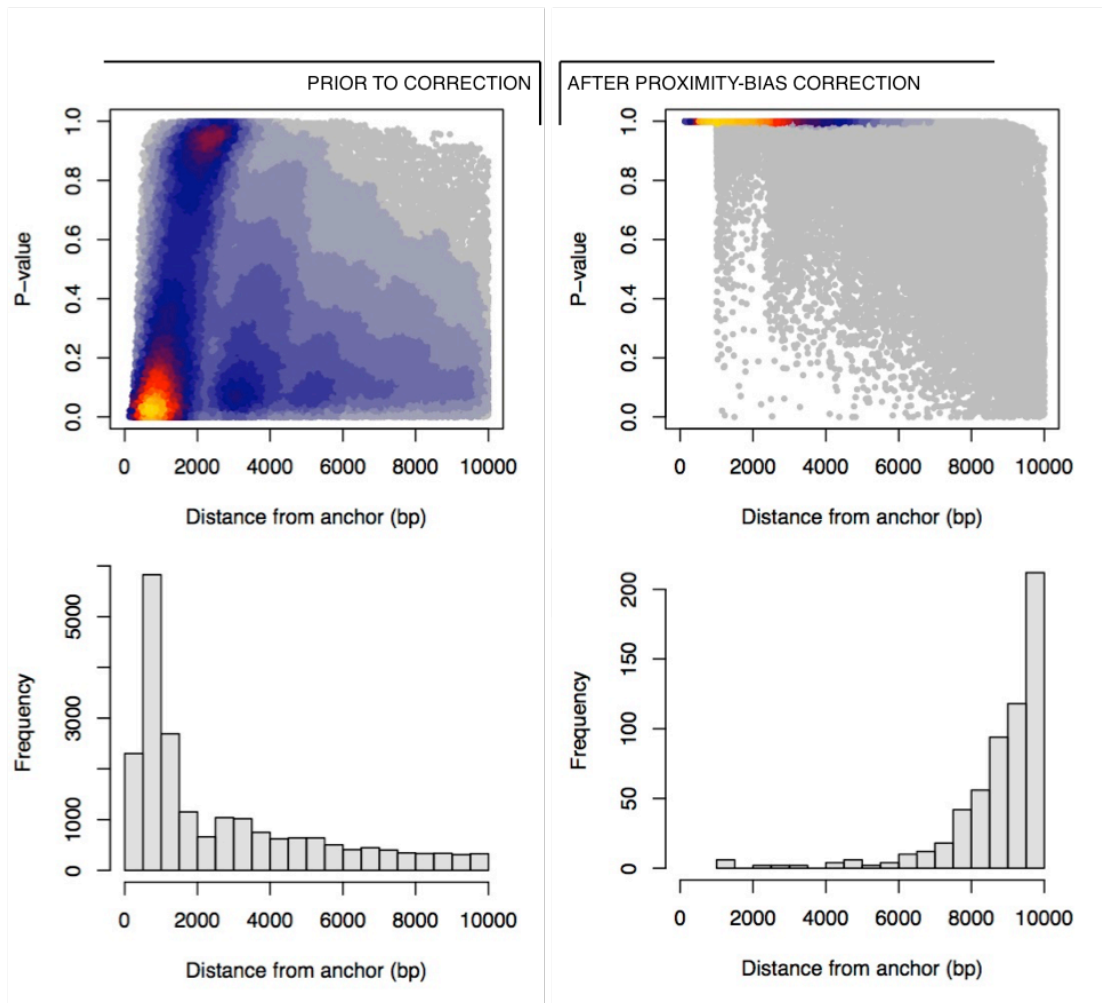 PRIOR TO CORRECTION
AFTER PROXIMITY-BIAS CORRECTION
P-value
1.0
0.8
0.6
0.4
0.2
0.0
0 2000 4000 6000 8000 10000
Distance from anchor (bp)
P-value
1.0
0.8
0.6
0.4
0.2
0.0
0 2000 4000 6000 8000 10000
Distance from anchor (bp)
Frequency
5000
3000
1000
0
0 2000 4000 6000 8000 10000
Distance from anchor (bp)
Frequency
200
150
100
50
0
0 2000 4000 6000 8000 10000
Distance from anchor (bp)